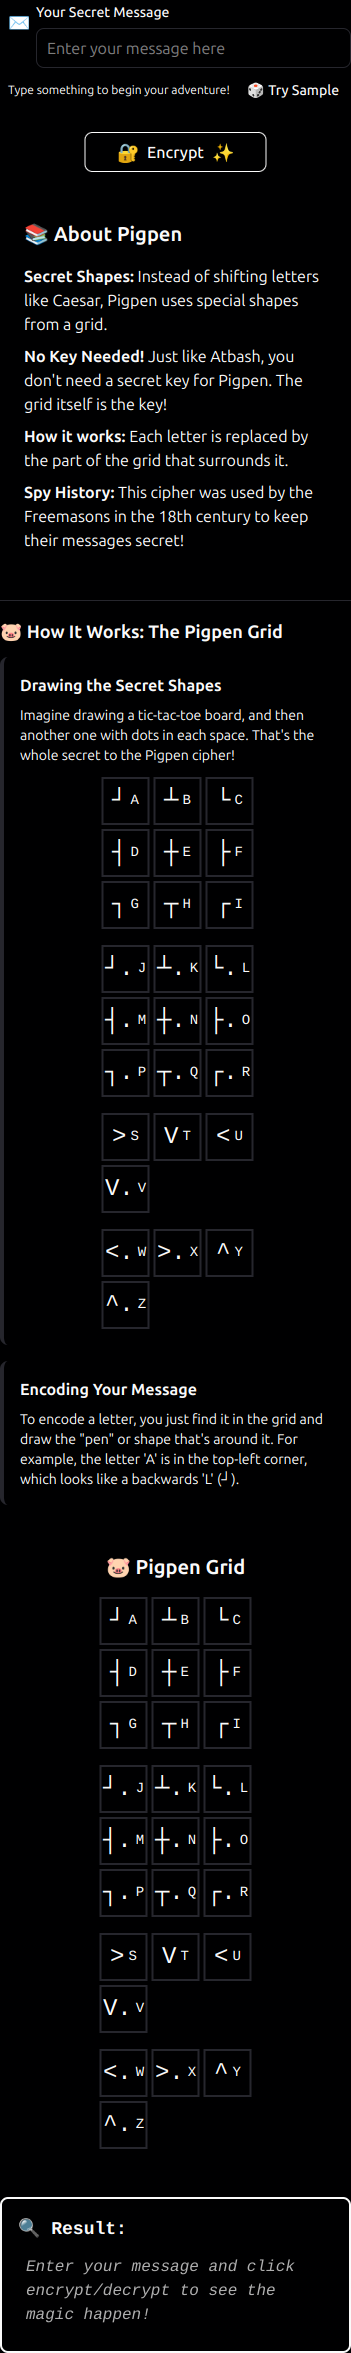 ✉️ Your Secret Message
Enter your message here
Type something to begin your adventure! 🎲 Try Sample
🔐 Encrypt ✨
📚 About Pigpen
Secret Shapes: Instead of shifting letters
like Caesar, Pigpen uses special shapes
from a grid.
No Key Needed! Just like Atbash, you
don't need a secret key for Pigpen. The
grid itself is the key!
How it works: Each letter is replaced by
the part of the grid that surrounds it.
Spy History: This cipher was used by the
Freemasons in the 18th century to keep
their messages secret!
🐷 How It Works: The Pigpen Grid
Drawing the Secret Shapes
Imagine drawing a tic-tac-toe board, and then
another one with dots in each space. That's the
whole secret to the Pigpen cipher!
┘ A ┴ B └ C
┤ D ┼ E ├ F
┐ G ┬ H ┌ I
┘. J ┴. K └. L
┤. M ┼. N ├. O
┐. P ┬. Q ┌. R
> S V T < U
V. V
<. W >. X ^ Y
^. Z
Encoding Your Message
To encode a letter, you just find it in the grid and
draw the "pen" or shape that's around it. For
example, the letter 'A' is in the top-left corner,
which looks like a backwards 'L' (┘).
🐷 Pigpen Grid
┘ A ┴ B └ C
┤ D ┼ E ├ F
┐ G ┬ H ┌ I
┘. J ┴. K └. L
┤. M ┼. N ├. O
┐. P ┬. Q ┌. R
> S V T < U
V. V
<. W >. X ^ Y
^. Z
🔍 Result:
Enter your message and click
encrypt/decrypt to see the
magic happen!